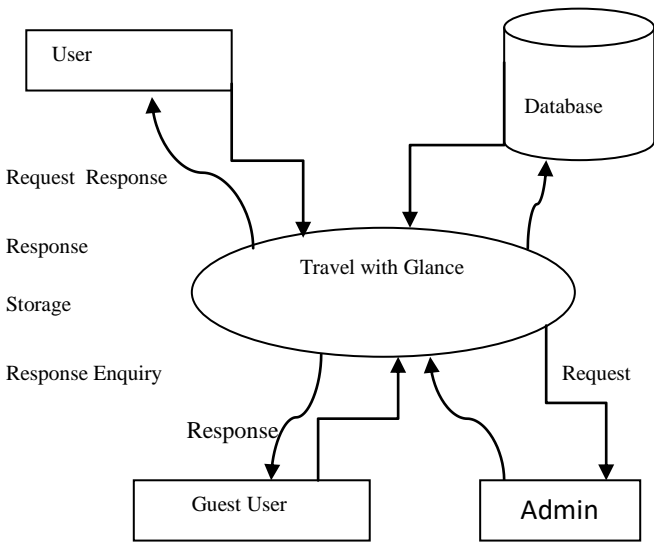 User
Database
Request Response
Response
Travel with Glance
Storage
Response Enquiry
Request
Response
Guest User
Admin